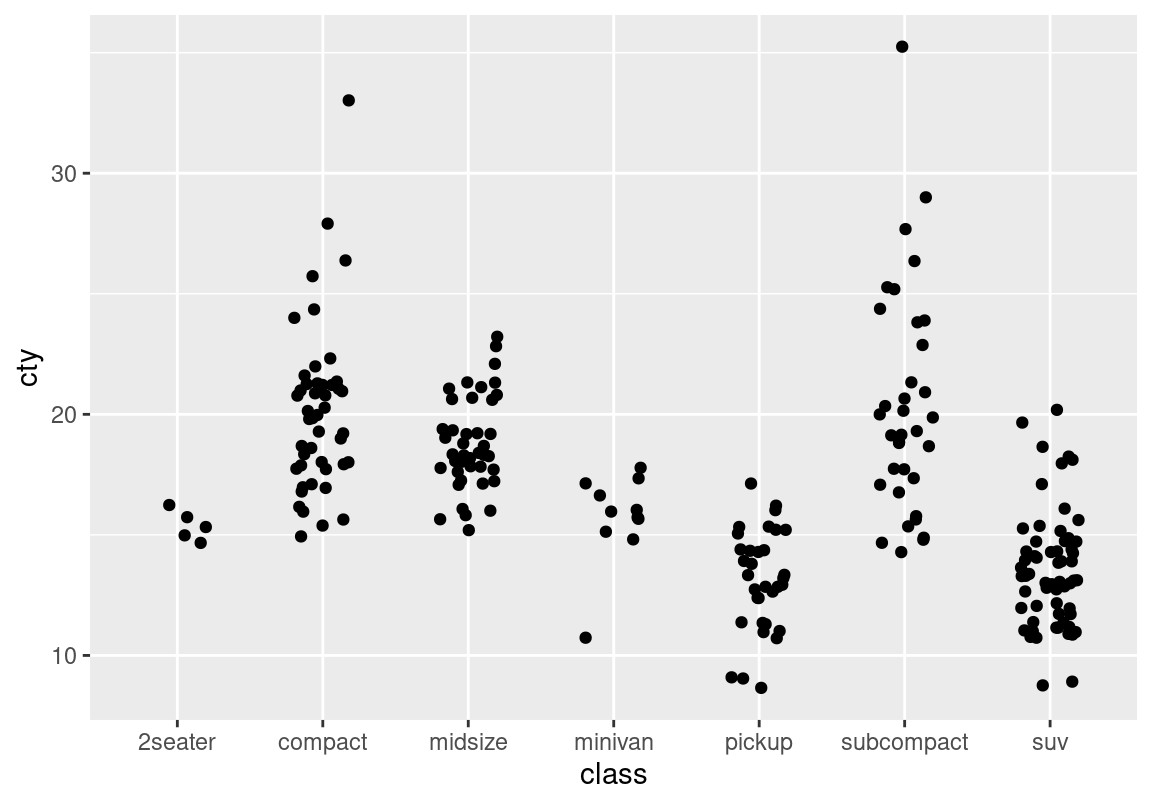 cty
30
20
10
2seater compact midsize minivan pickup subcompact suv
class